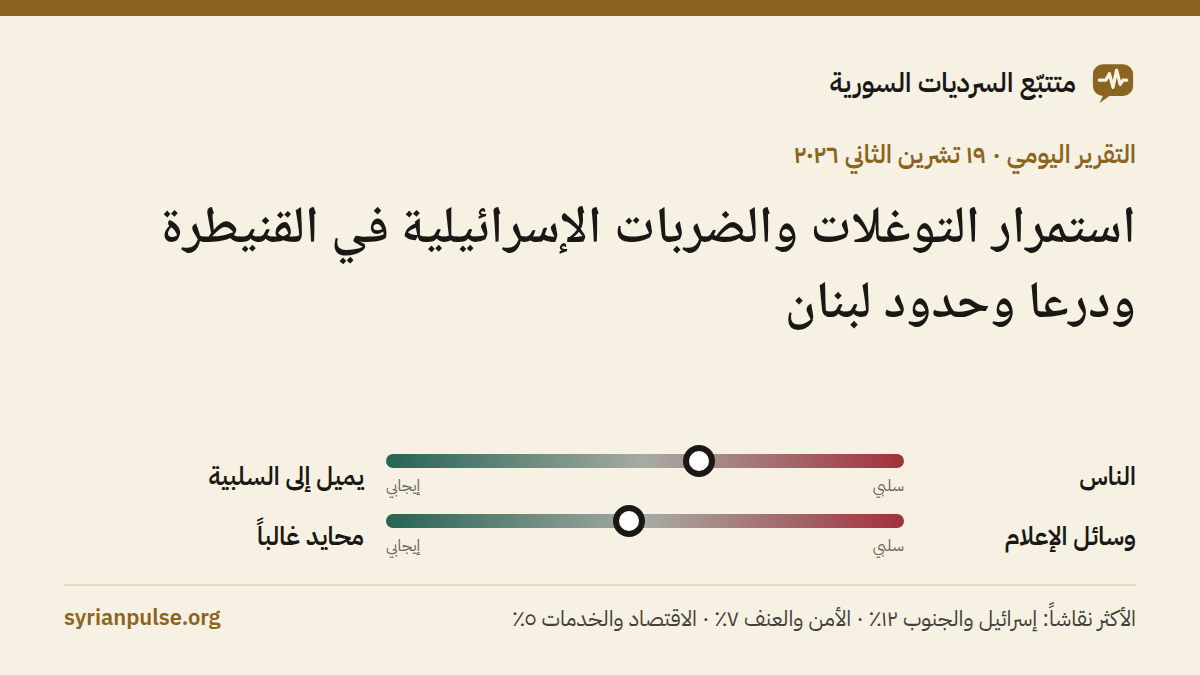 متتبّع السرديات السورية
التقرير اليومي · ١٩ تشرين الثاني ٢٠٢٦
استمرار التوغلات والضربات الإسرائيلية في القنيطرة
ودرعا وحدود لبنان
الناس
سلبي
إيجابي
يميل إلى السلبية
وسائل الإعلام
سلبي
إيجابي
محايد غالباً
الأكثر نقاشاً: إسرائيل والجنوب ١٢٪ · الأمن والعنف ٧٪ · الاقتصاد والخدمات ٥٪
syrianpulse.org